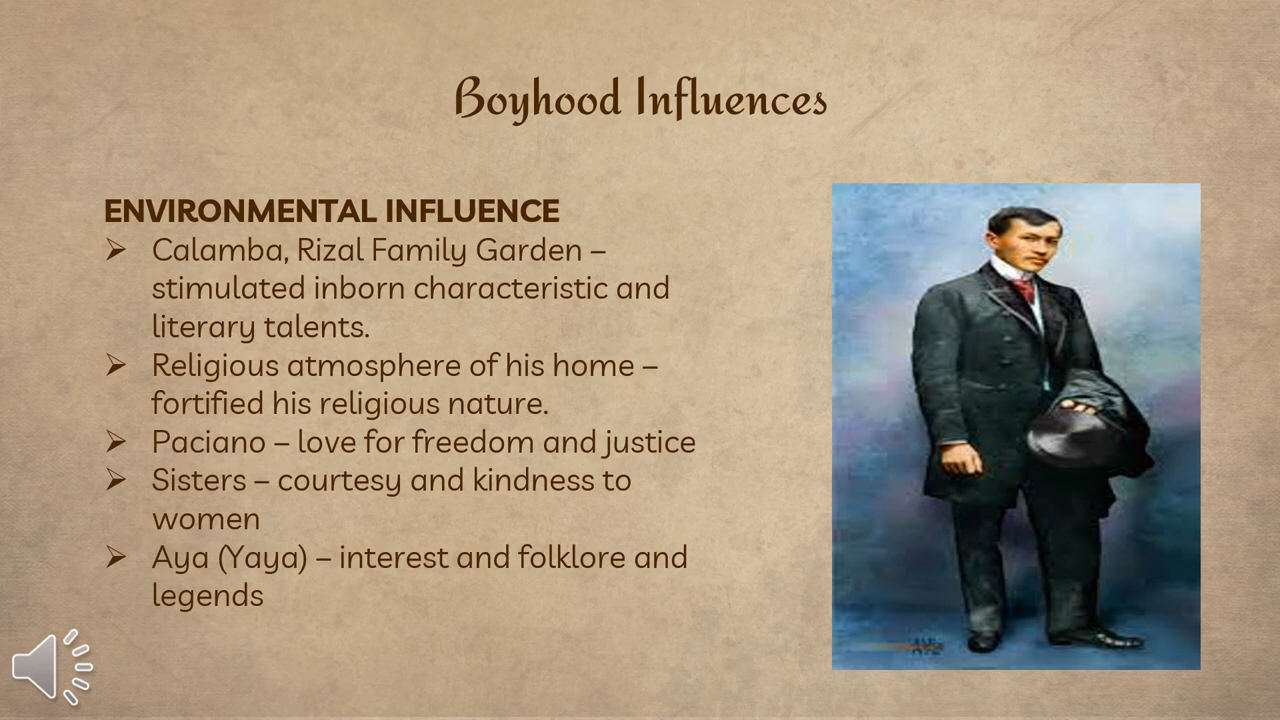 Boyhood Influences
ENVIRONMENTAL INFLUENCE
➢ Calamba, Rizal Family Garden –
stimulated inborn characteristic and
literary talents.
➢ Religious atmosphere of his home –
fortified his religious nature.
➢ Paciano – love for freedom and justice
➢ Sisters – courtesy and kindness to
women
➢ Aya (Yaya) – interest and folklore and
legends